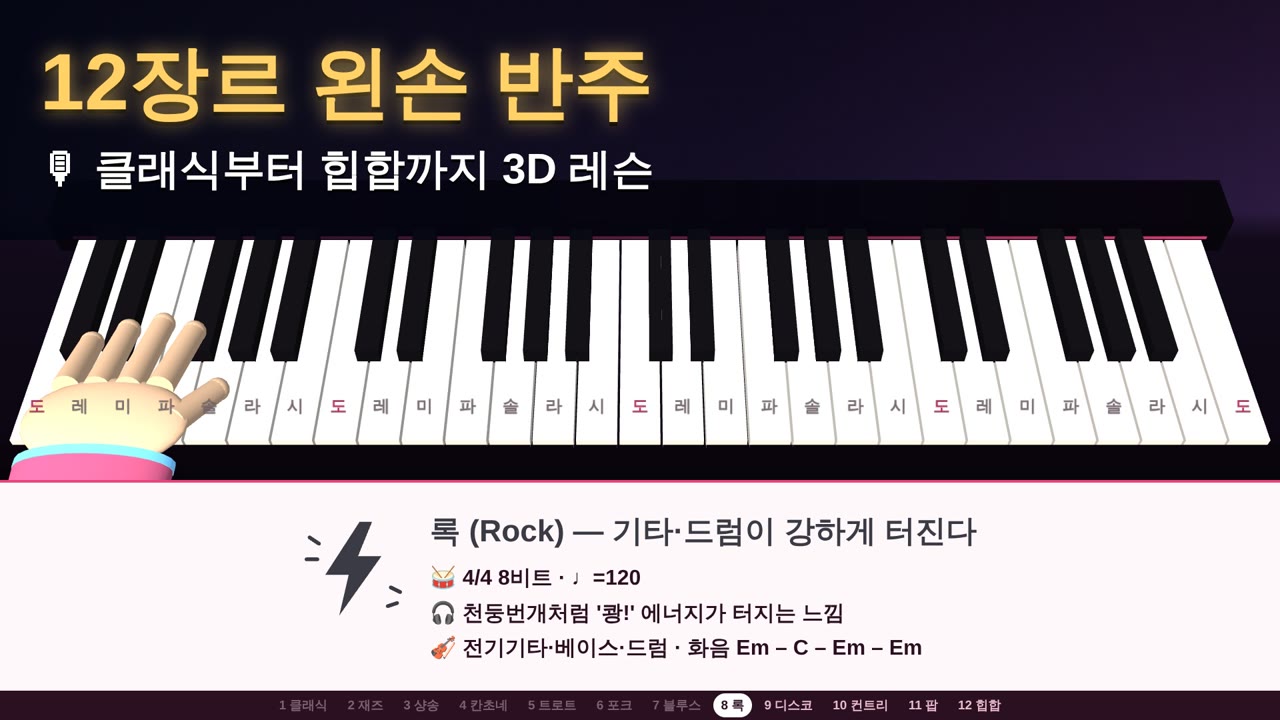 12장르 왼손 반주
🎙 클래식부터 힙합까지 3D 레슨
도 레 미 파 솔 라 시 도 레 미 파 솔 라 시 도 레 미 파 솔 라 시 도 레 미 파 솔 라 시 도
록 (Rock) — 기타·드럼이 강하게 터진다
🥁 4/4 8비트 · ♩=120
🎧 천둥번개처럼 '쾅!' 에너지가 터지는 느낌
🎻 전기기타·베이스·드럼 · 화음 Em – C – Em – Em
1 클래식 2 재즈 3 샹송 4 칸초네 5 트로트 6 포크 7 블루스 8 록 9 디스코 10 컨트리 11 팝 12 힙합